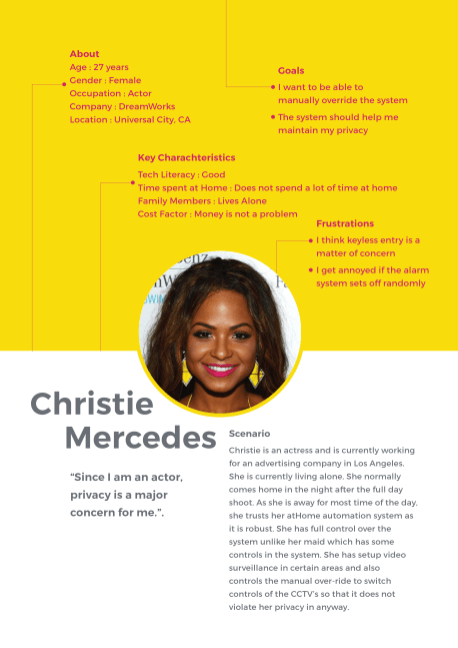 About
Age : 27 years
Gender : Female
Occupation : Actor
Company : DreamWorks
Location : Universal City, CA
Goals
I want to be able to
manually override the system
The system should help me
maintain my privacy
Key Charachteristics
Tech Literacy : Good
Time spent at Home : Does not spend a lot of time at home
Family Members : Lives Alone
Cost Factor : Money is not a problem
Frustrations
I think keyless entry is a
matter of concern
I get annoyed if the alarm
system sets off randomly
Christie
Mercedes
“Since I am an actor,
privacy is a major
concern for me.”.
Scenario
Christie is an actress and is currently working
for an advertising company in Los Angeles.
She is currently living alone. She normally
comes home in the night after the full day
shoot. As she is away for most time of the day,
she trusts her atHome automation system as
it is robust. She has full control over the
system unlike her maid which has some
controls in the system. She has setup video
surveillance in certain areas and also
controls the manual over-ride to switch
controls of the CCTV's so that it does not
violate her privacy in anyway.